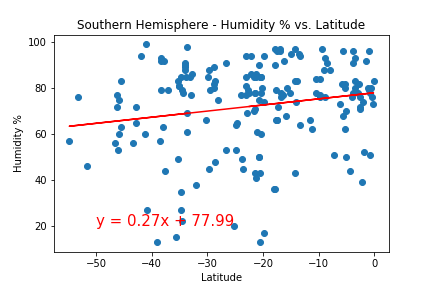 Southern Hemisphere - Humidity % vs. Latitude
100
80
60
40
20
Humidity %
y = 0.27x + 77.99
−50 −40 −30 −20 −10 0
Latitude